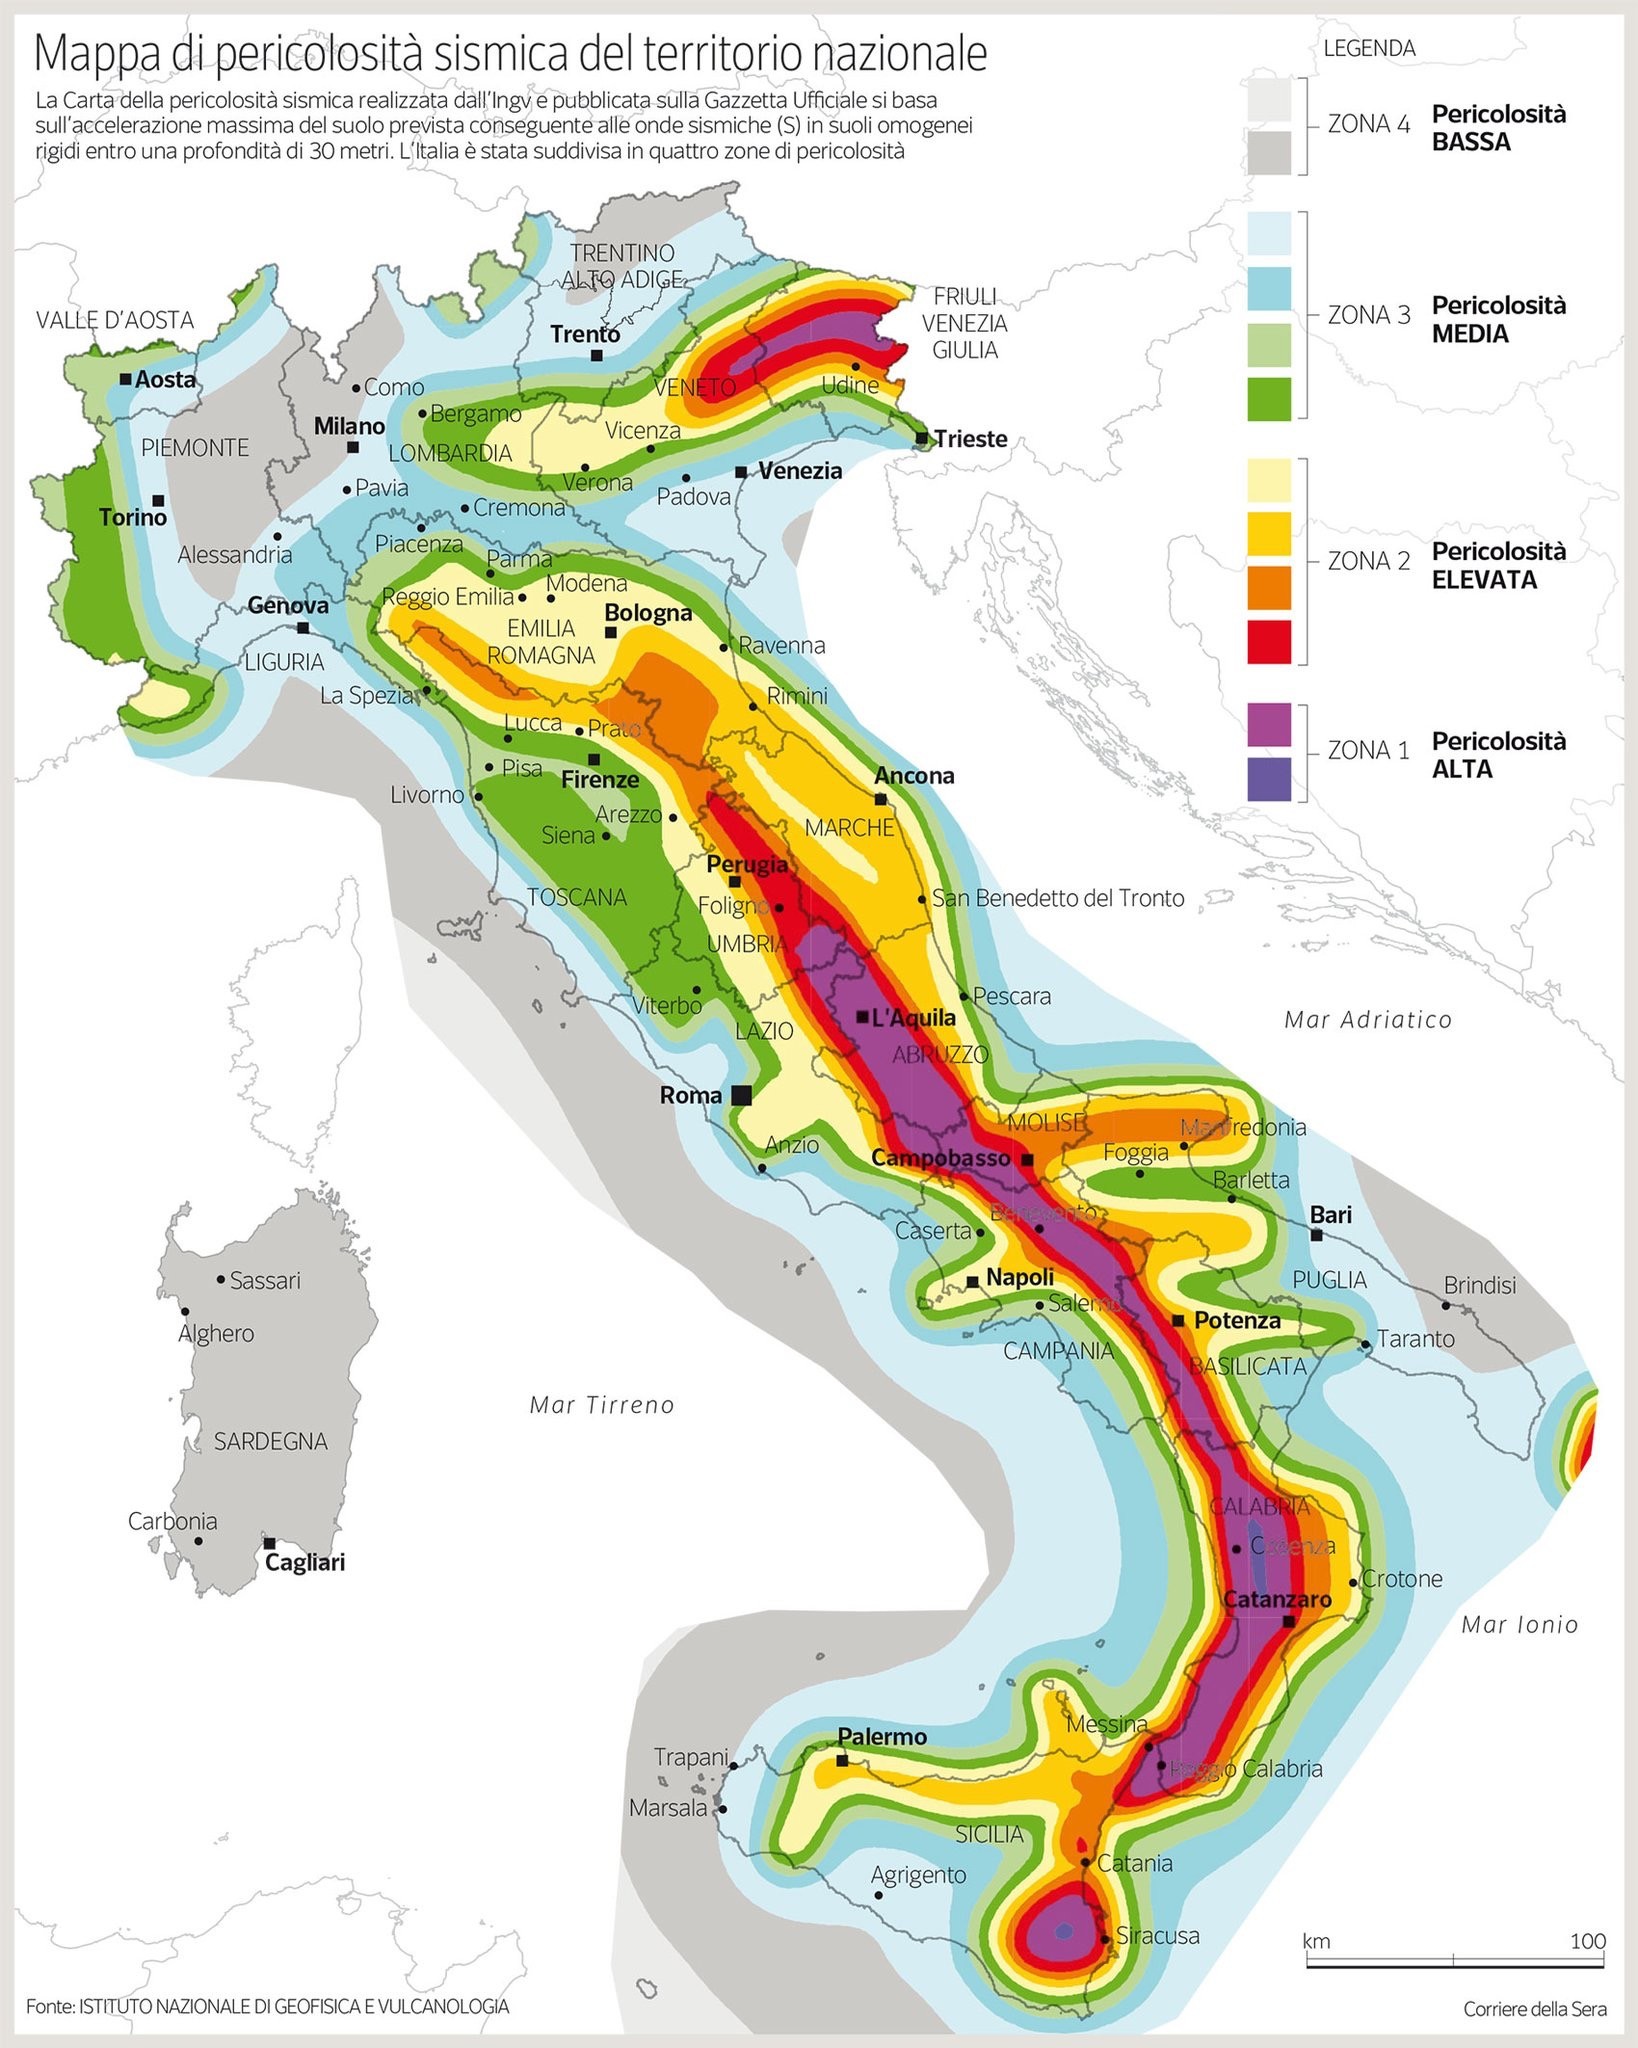 Mappa di pericolosità sismica del territorio nazionale
La Carta della pericolosità sismica realizzata dall'Ingv e pubblicata sulla Gazzetta Ufficiale si basa
sull'accelerazione massima del suolo prevista conseguente alle onde sismiche (S) in suoli omogenei
rigidi entro una profondità di 30 metri. L'Italia è stata suddivisa in quattro zone di pericolosità
LEGENDA
ZONA 4
Pericolosità
BASSA
ZONA 3
Pericolosità
MEDIA
ZONA 2
Pericolosità
ELEVATA
ZONA 1
Pericolosità
ALTA
TRENTINO
ALTO ADIGE
VALLE D'AOSTA
FRIULI
VENEZIA
GIULIA
Trento
Aosta
Como
VENETO
Udine
Bergamo
Milano
PIEMONTE
LOMBARDIA
Vicenza
Trieste
Verona
Venezia
Padova
Pavia
Torino
Cremona
Alessandria
Piacenza
Parma
Modena
Reggio Emilia
Genova
Bologna
EMILIA
ROMAGNA
Ravenna
LIGURIA
La Spezia
Rimini
Lucca
Prato
Pisa
Firenze
Ancona
Livorno
Arezzo
Siena
MARCHE
Perugia
TOSCANA
Foligno
San Benedetto del Tronto
UMBRIA
Viterbo
Pescara
LAZIO
L'Aquila
ABRUZZO
Mar Adriatico
Roma
MOLISE
Manfredonia
Anzio
Campobasso
Foggia
Barletta
Benevento
Caserta
Bari
Napoli
PUGLIA
Brindisi
Salerno
Potenza
Taranto
CAMPANIA
BASILICATA
Sassari
Alghero
Mar Tirreno
SARDEGNA
CALABRIA
Carbonia
Cosenza
Cagliari
Crotone
Catanzaro
Mar Ionio
Messina
Palermo
Trapani
Reggio Calabria
Marsala
SICILIA
Catania
Agrigento
Siracusa
km
100
Fonte: ISTITUTO NAZIONALE DI GEOFISICA E VULCANOLOGIA
Corriere della Sera